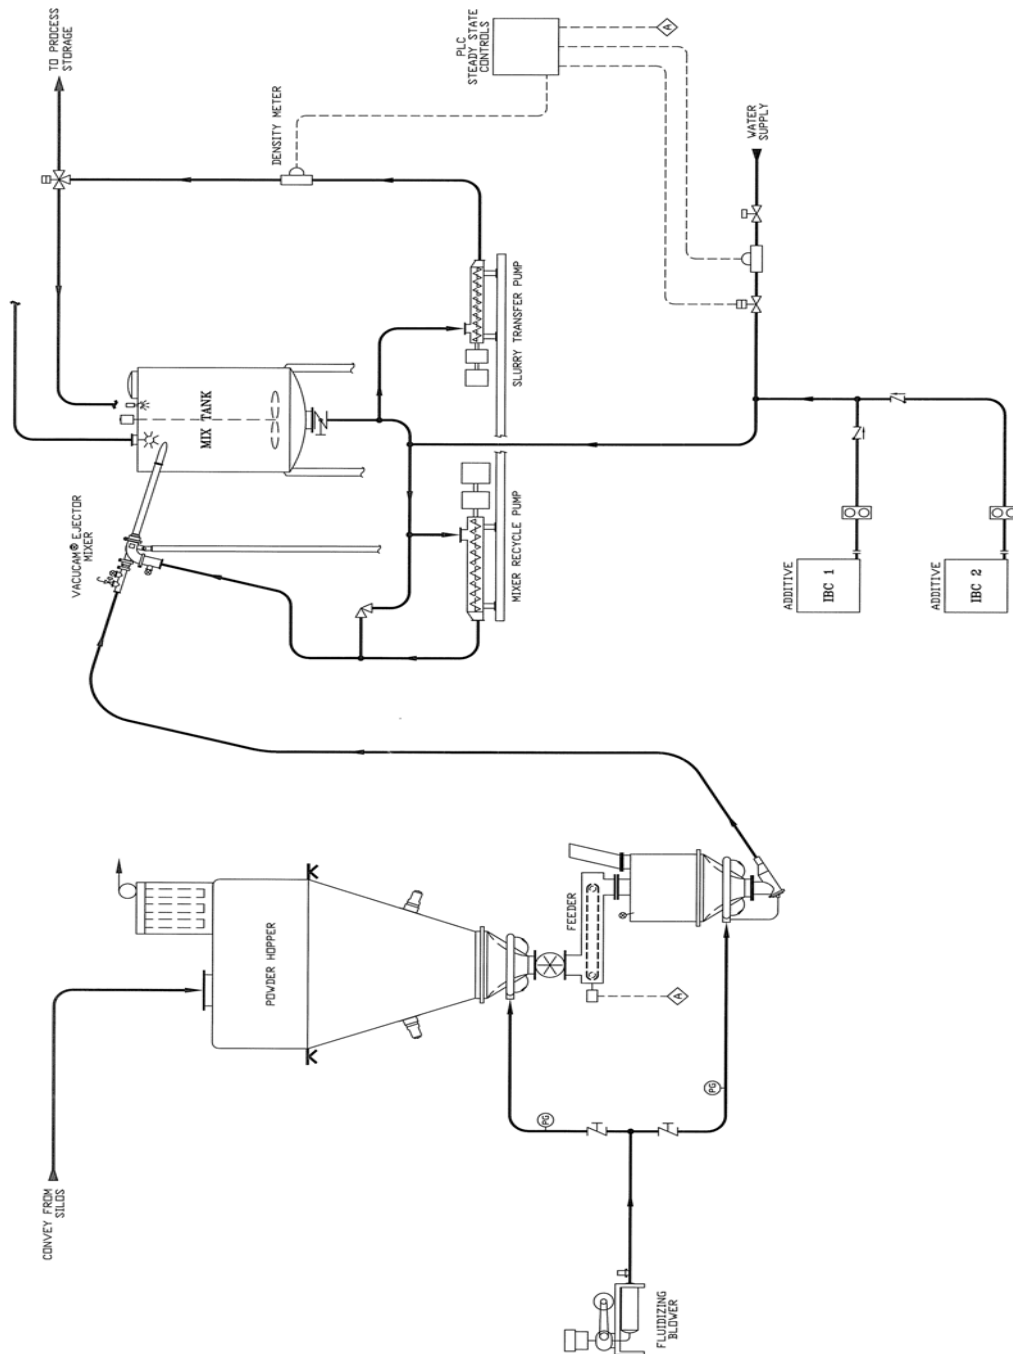 TO PROCESS
STORAGE
PLC
STEADY STATE
CONTROLS
A
DENSITY METER
WATER
SUPPLY
MIX TANK
SLURRY TRANSFER PUMP
VACUCAM® EJECTOR
MIXER
MIXER RECYCLE PUMP
ADDITIVE
IBC 1
ADDITIVE
IBC 2
POWDER HOPPER
FEEDER
A
PG
PG
CONVEY FROM
SILOS
FLUIDIZING
BLOWER